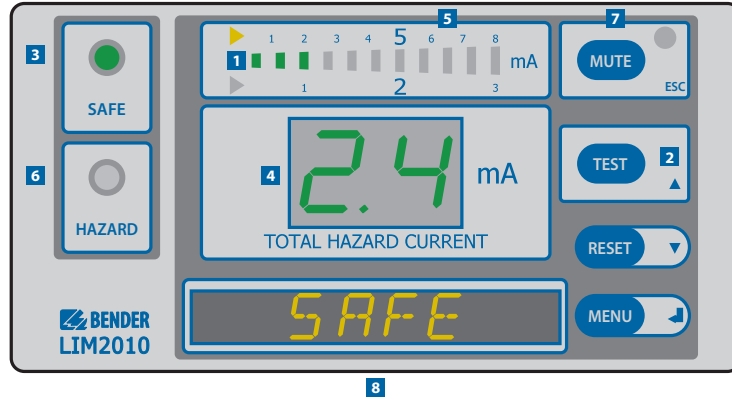 5
7
1 2 3 4 5 6 7 8
3
1
mA
MUTE
ESC
1 2 3
SAFE
TEST
2
6
4
2.4
mA
HAZARD
TOTAL HAZARD CURRENT
RESET
SAFE
MENU
BENDER
LIM2010
8